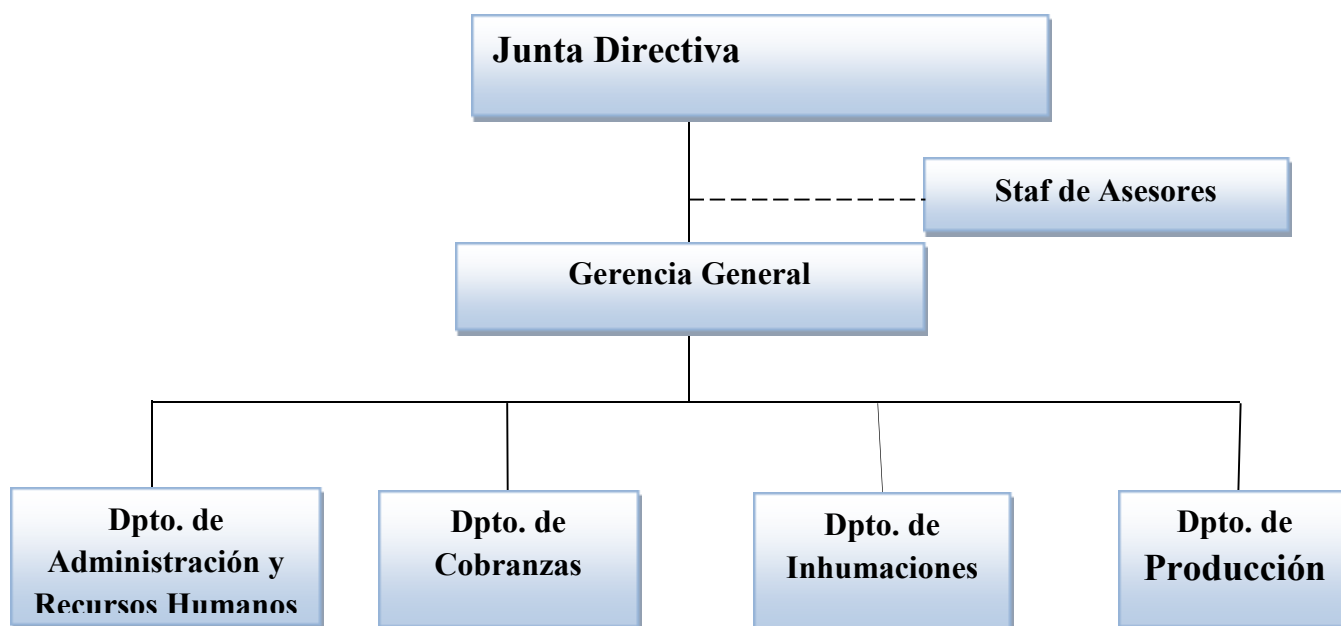 Junta Directiva
Staf de Asesores
Gerencia General
Dpto. de
Administración y
Recursos Humanos
Dpto. de
Cobranzas
Dpto. de
Inhumaciones
Dpto. de
Producción